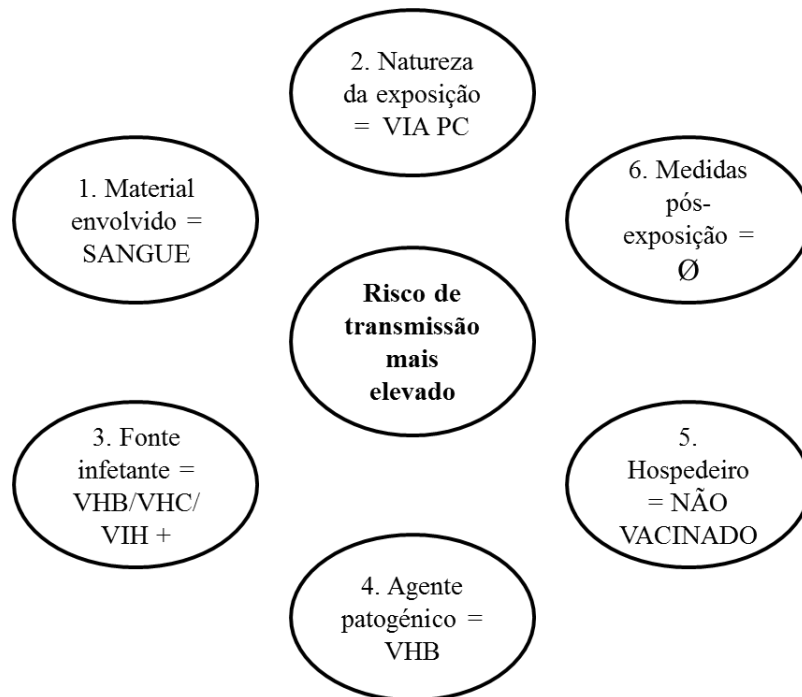 2. Natureza
da exposição
= VIA PC
1. Material
envolvido =
SANGUE
6. Medidas
pós-
exposição =
Ø
Risco de
transmissão
mais
elevado
3. Fonte
infetante =
VHB/VHC/
VIH +
5.
Hospedeiro
= NÃO
VACINADO
4. Agente
patogénico =
VHB